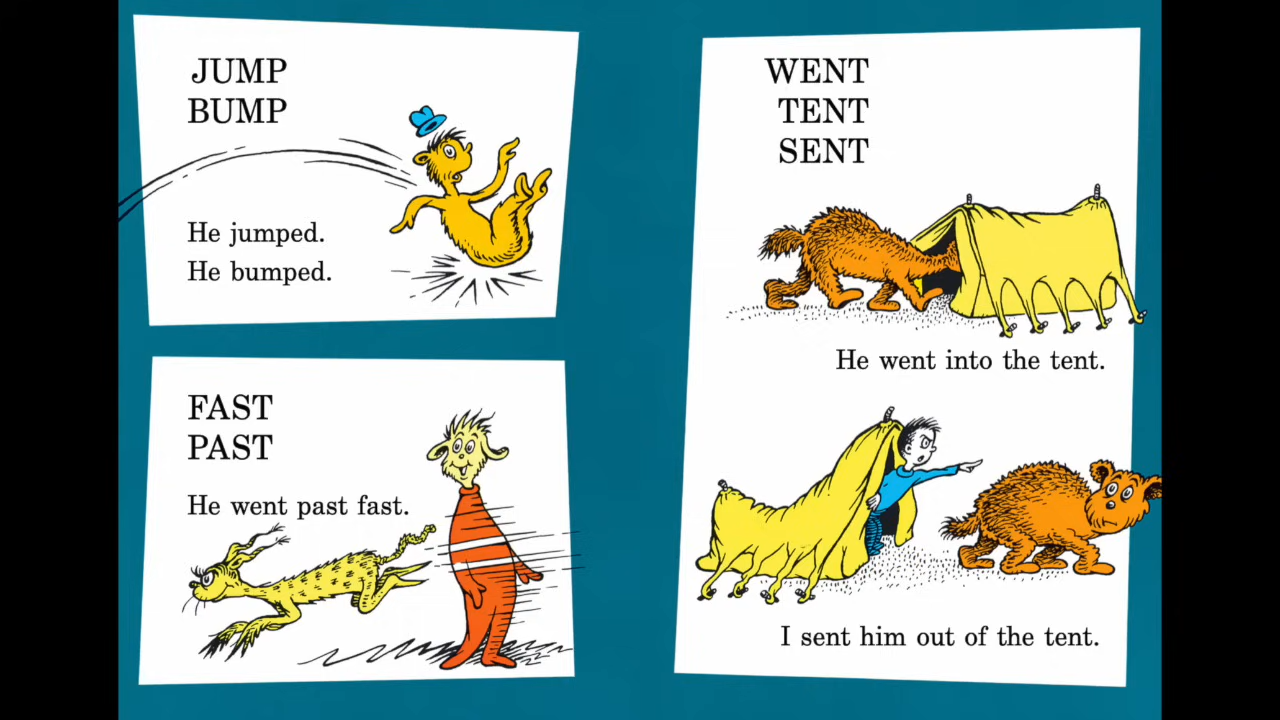 JUMP
BUMP
He jumped.
He bumped.
FAST
PAST
He went past fast.
WENT
TENT
SENT
He went into the tent.
I sent him out of the tent.